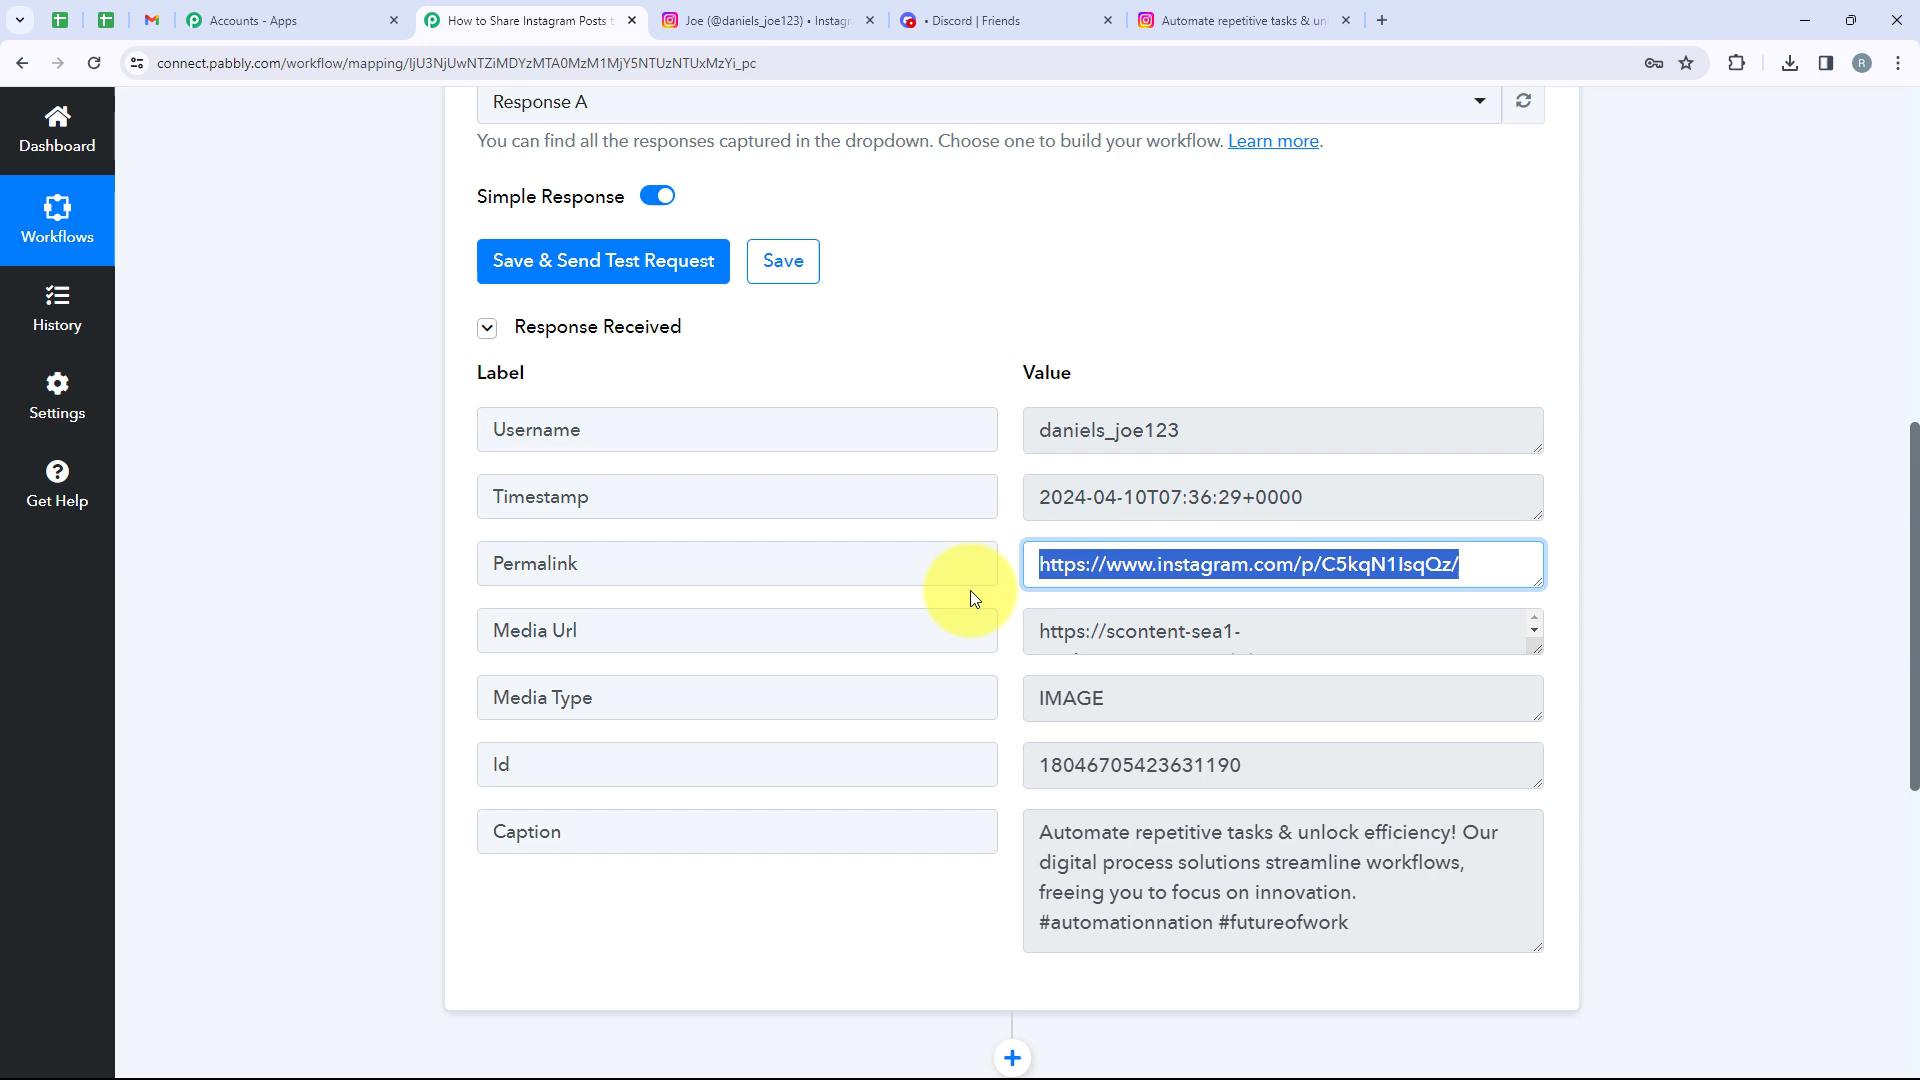 Accounts - Apps
How to Share Instagram Posts t
Joe (@daniels_joe123) • Instagr
• Discord | Friends
Automate repetitive tasks & un
connect.pabbly.com/workflow/mapping/IjU3NjUwNTZiMDYzMTA0MzM1MjY5NTUzNTUxMzYi_pc
R
Dashboard
Workflows
History
Settings
Get Help
Response A
You can find all the responses captured in the dropdown. Choose one to build your workflow. Learn more.
Simple Response
Save & Send Test Request
Save
Response Received
Label
Value
Username
daniels_joe123
Timestamp
2024-04-10T07:36:29+0000
Permalink
https://www.instagram.com/p/C5kqN1IsqQz/
Media Url
https://scontent-sea1-
Media Type
IMAGE
Id
18046705423631190
Caption
Automate repetitive tasks & unlock efficiency! Our
digital process solutions streamline workflows,
freeing you to focus on innovation.
#automationnation #futureofwork